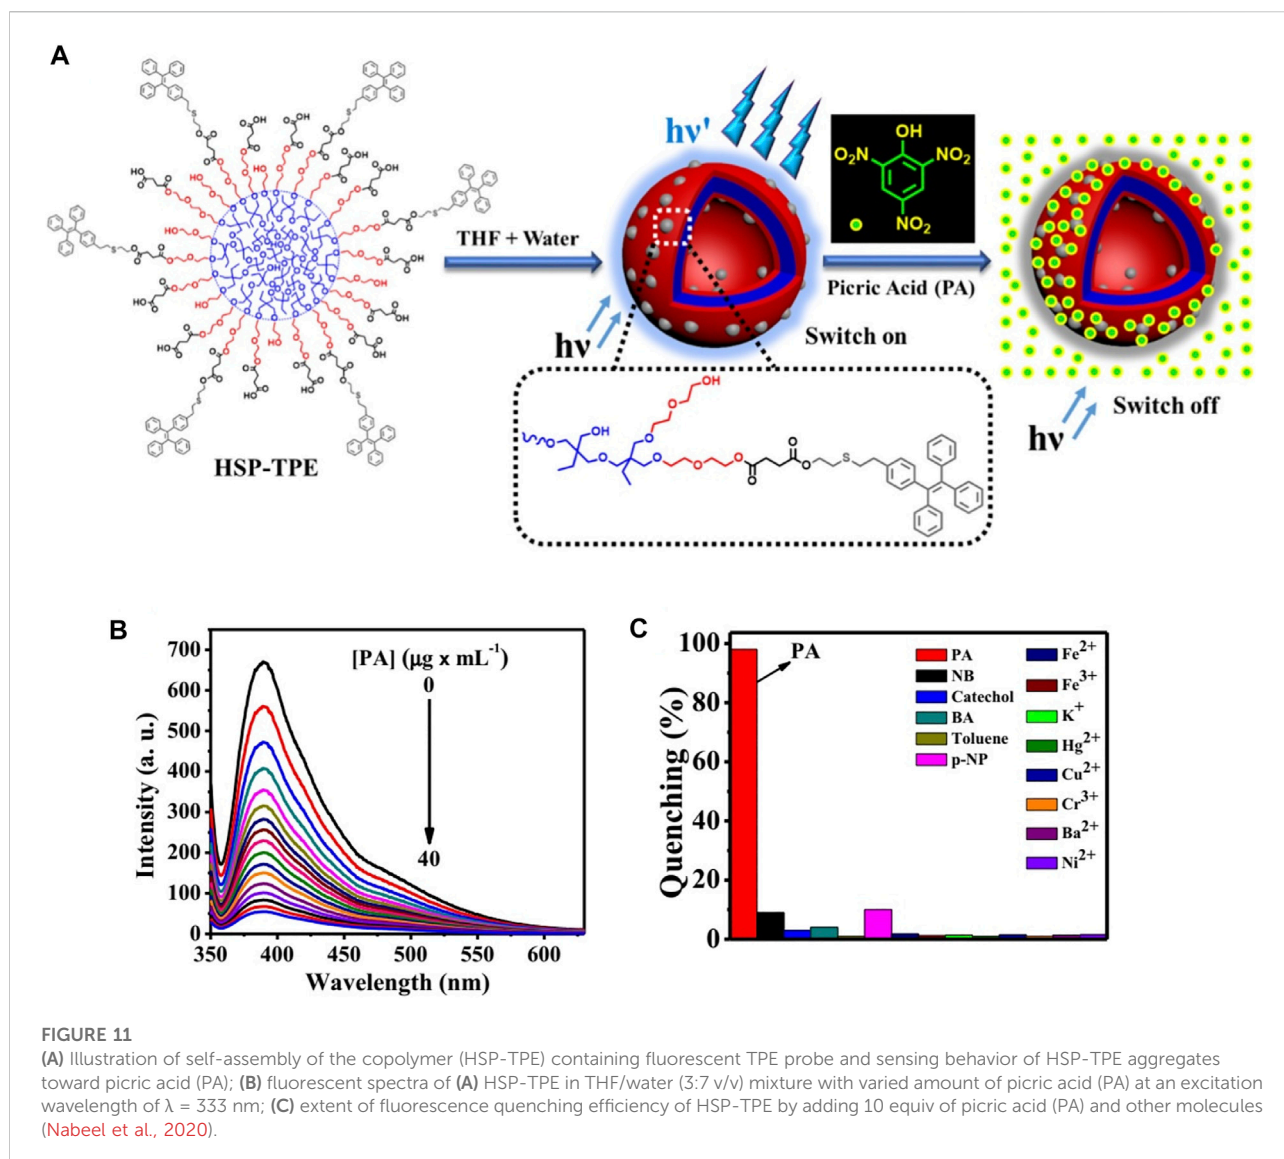 A
HSP-TPE
THF + Water
hν
hν'
Switch on
OH
O₂N
NO₂
NO₂
Picric Acid (PA)
Switch off
hν
OH
OH
O
O
O
O
O
O
O
O
O
O
S
B
[PA] (µg x mL⁻¹)
0
40
700
600
500
400
300
200
100
0
Intensity (a. u.)
350
400
450
500
550
600
Wavelength (nm)
C
100
80
60
40
20
0
Quenching (%)
PA
PA
NB
Catechol
BA
Toluene
p-NP
Fe²⁺
Fe³⁺
K⁺
Hg²⁺
Cu²⁺
Cr³⁺
Ba²⁺
Ni²⁺
FIGURE 11
(A) Illustration of self-assembly of the copolymer (HSP-TPE) containing fluorescent TPE probe and sensing behavior of HSP-TPE aggregates
toward picric acid (PA); (B) fluorescent spectra of (A) HSP-TPE in THF/water (3:7 v/v) mixture with varied amount of picric acid (PA) at an excitation
wavelength of λ = 333 nm; (C) extent of fluorescence quenching efficiency of HSP-TPE by adding 10 equiv of picric acid (PA) and other molecules
(Nabeel et al., 2020).